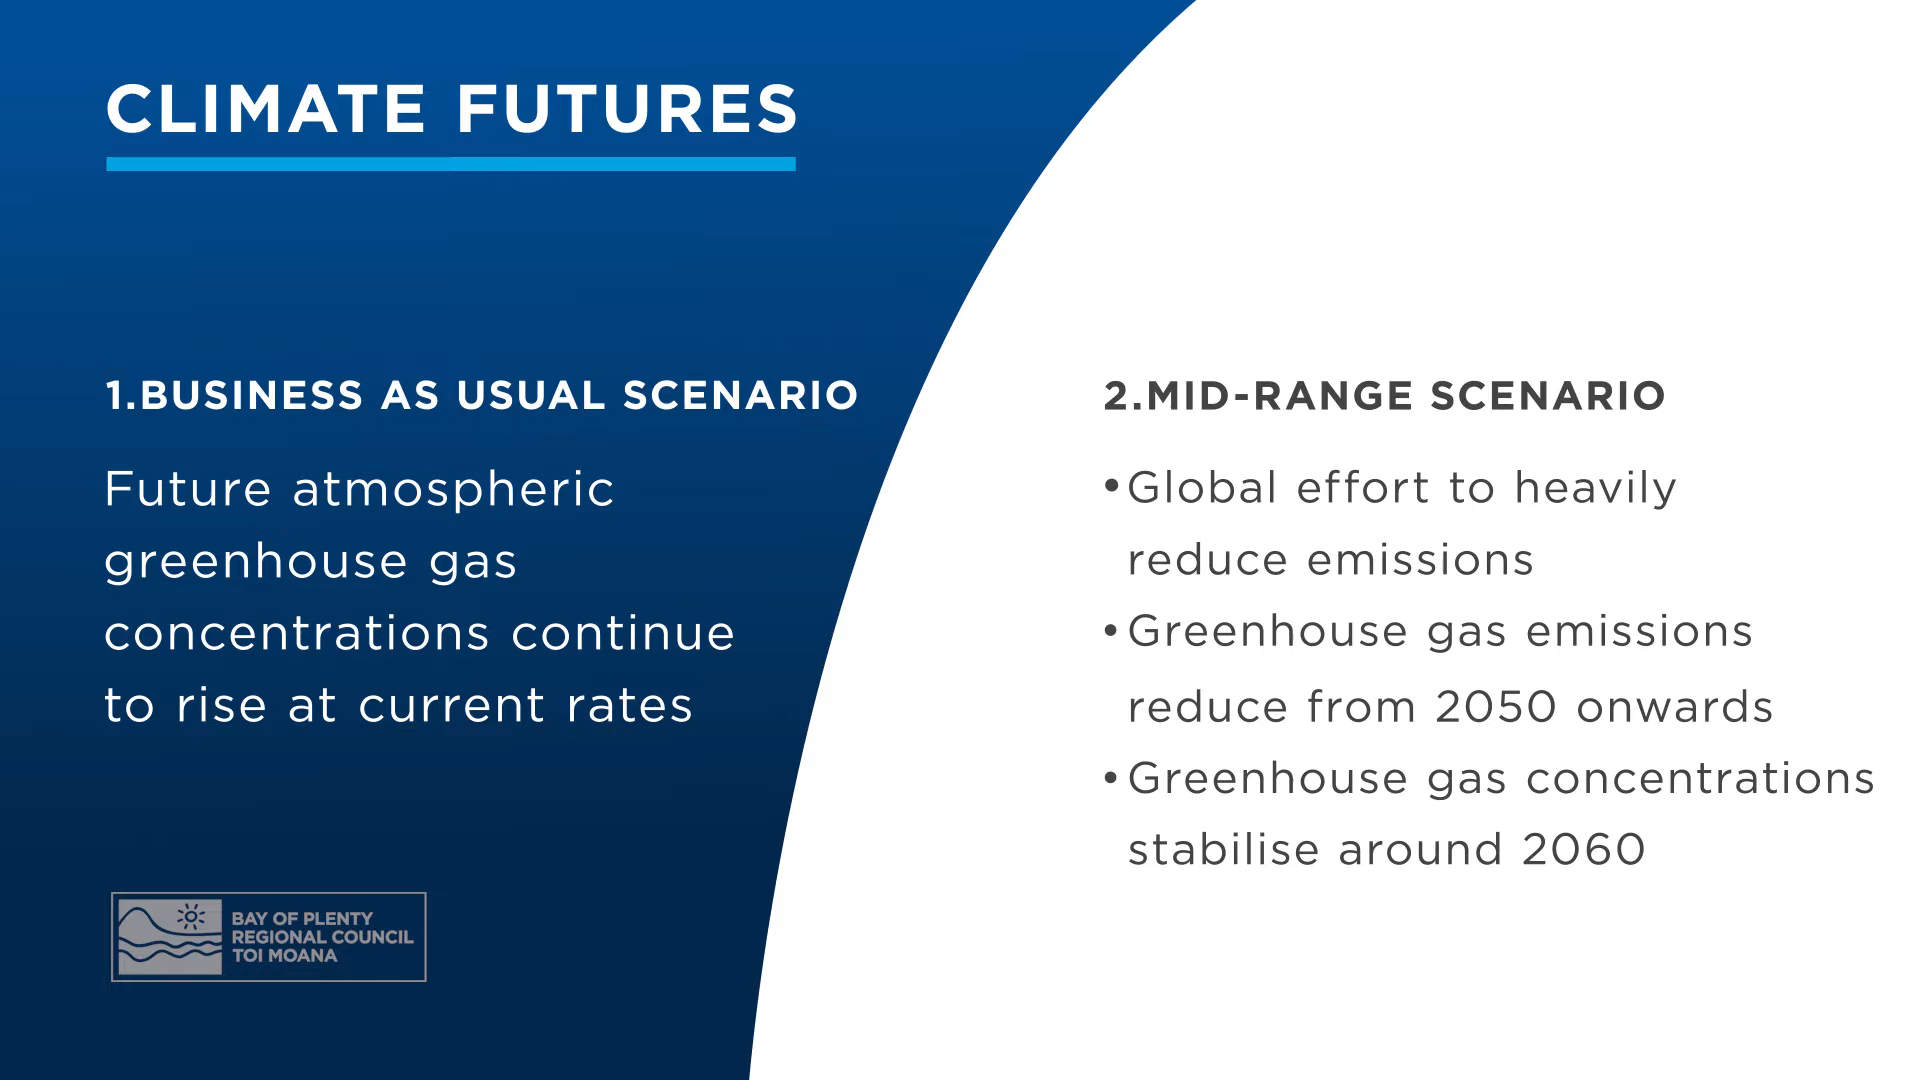 CLIMATE FUTURES
1.BUSINESS AS USUAL SCENARIO
Future atmospheric
greenhouse gas
concentrations continue
to rise at current rates
2.MID-RANGE SCENARIO
•Global effort to heavily
reduce emissions
•Greenhouse gas emissions
reduce from 2050 onwards
•Greenhouse gas concentrations
stabilise around 2060
BAY OF PLENTY
REGIONAL COUNCIL
TOI MOANA